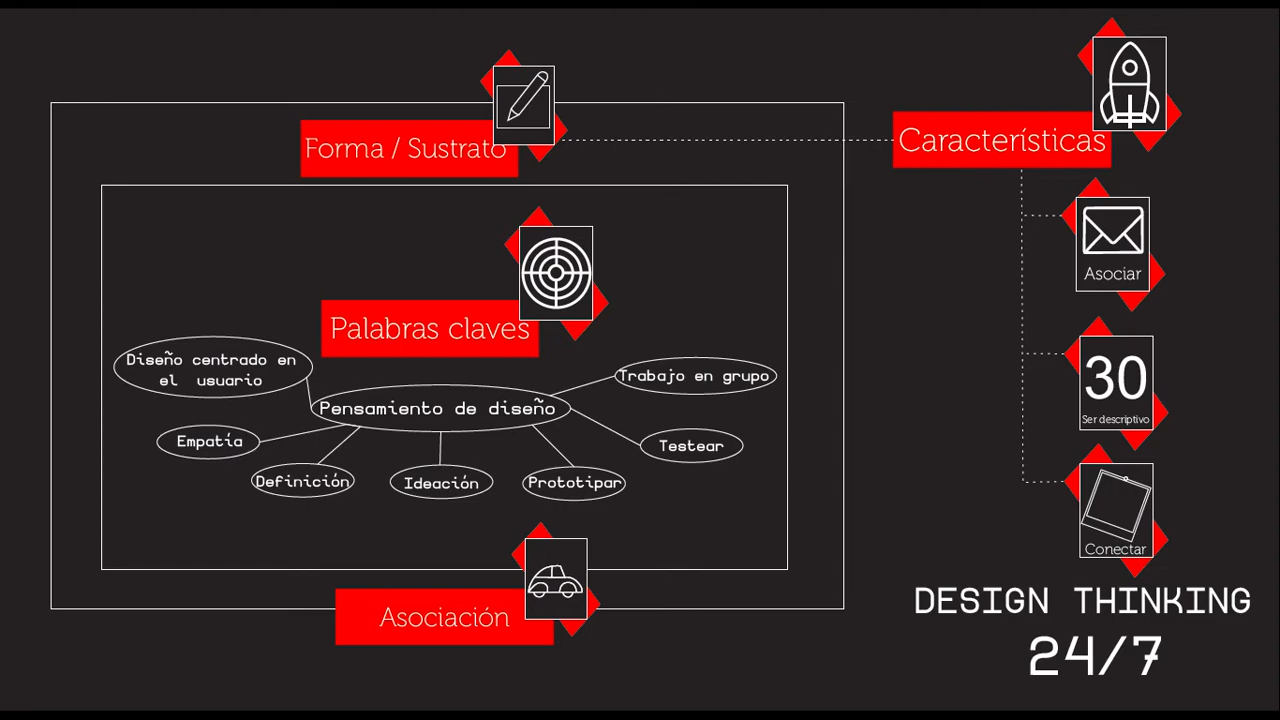 Forma / Sustrato
Características
Asociar
30
Ser descriptivo
Conectar
Palabras claves
Diseño centrado en
el usuario
Pensamiento de diseño
Trabajo en grupo
Empatía
Definición
Ideación
Prototipar
Testear
Asociación
DESIGN THINKING
24/7